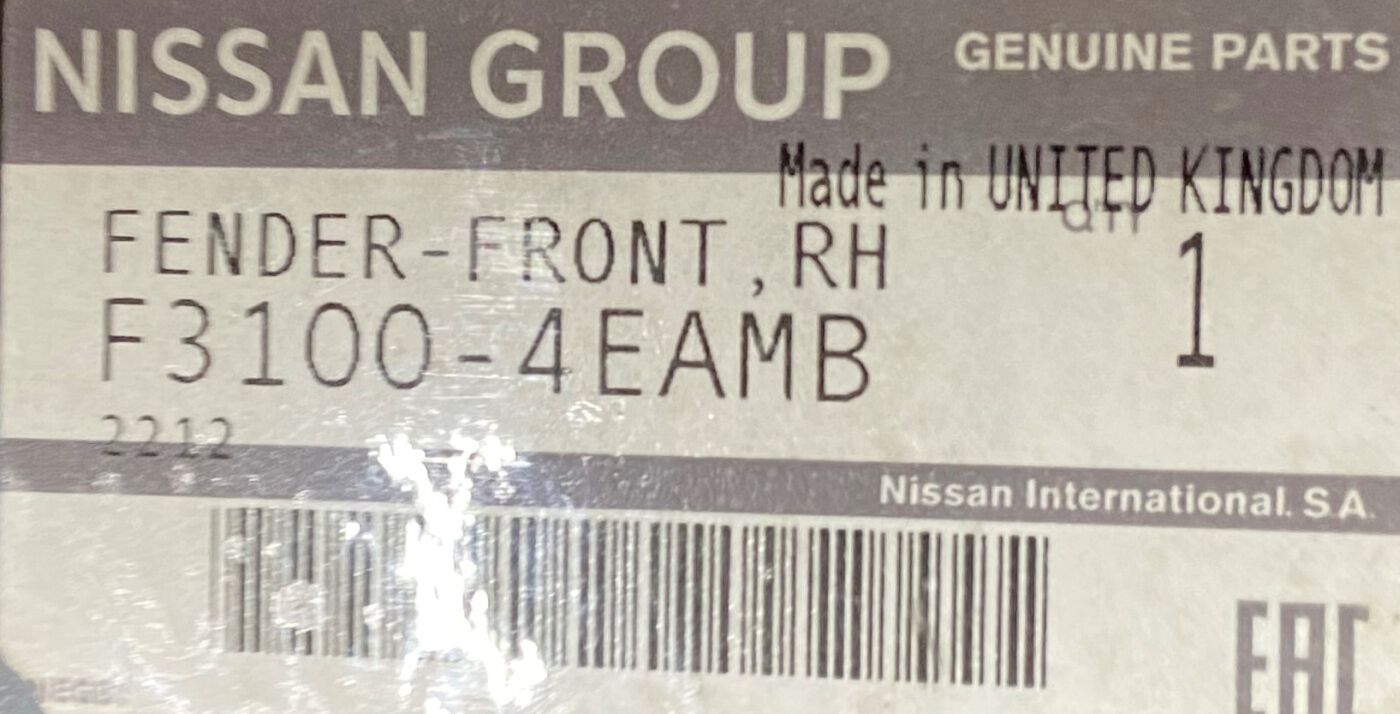 NISSAN GROUP
GENUINE PARTS
Made in UNITED KINGDOM
FENDER-FRONT,RH
1
F3100-4EAMB
2212
Nissan International. S.A.
EAC